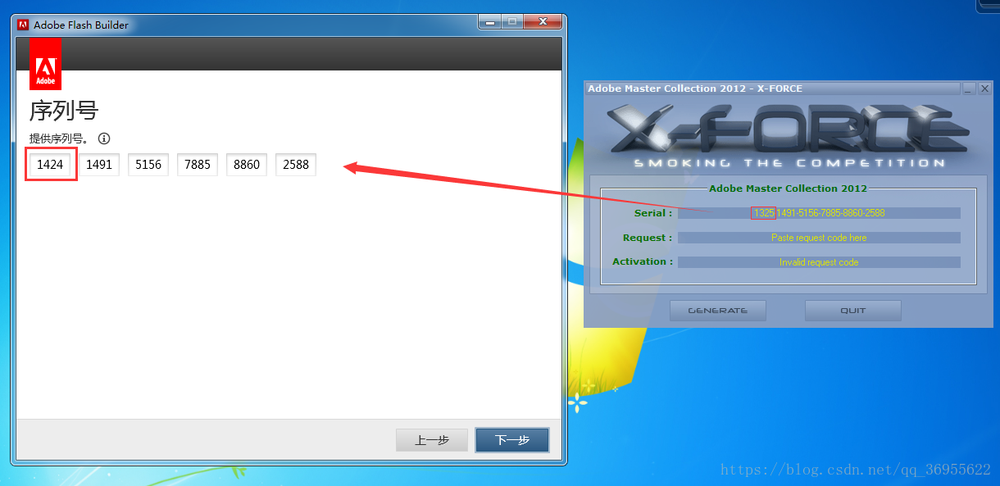 Adobe Flash Builder
Adobe
序列号
提供序列号。
1424 1491 5156 7885 8860 2588
上一步 下一步
Adobe Master Collection 2012 - X-FORCE
X-FORCE
SMOKING THE COMPETITION
Adobe Master Collection 2012
Serial : 1325 1491-5156-7885-8860-2588
Request : Paste request code here
Activation : Invalid request code
GENERATE QUIT
https://blog.csdn.net/qq_36955622